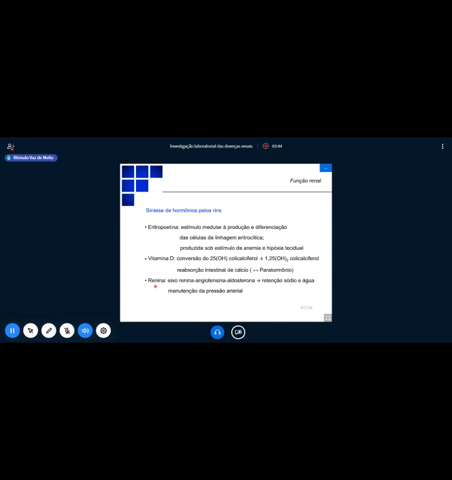 Investigação laboratorial das doenças renais
03:44
Rômulo Vaz de Mello
Função renal
Síntese de hormônios pelos rins
• Eritropoetina: estímulo medular à produção e diferenciação
das células da linhagem eritrocítica;
produzida sob estímulo da anemia e hipóxia tecidual
• Vitamina D: conversão do 25(OH) colicalciferol → 1,25(OH)₂ colicalciferol
reabsorção intestinal de cálcio ( ↔ Paratormônio)
• Renina: eixo renina-angiotensina-aldosterona → retenção sódio e água
manutenção da pressão arterial